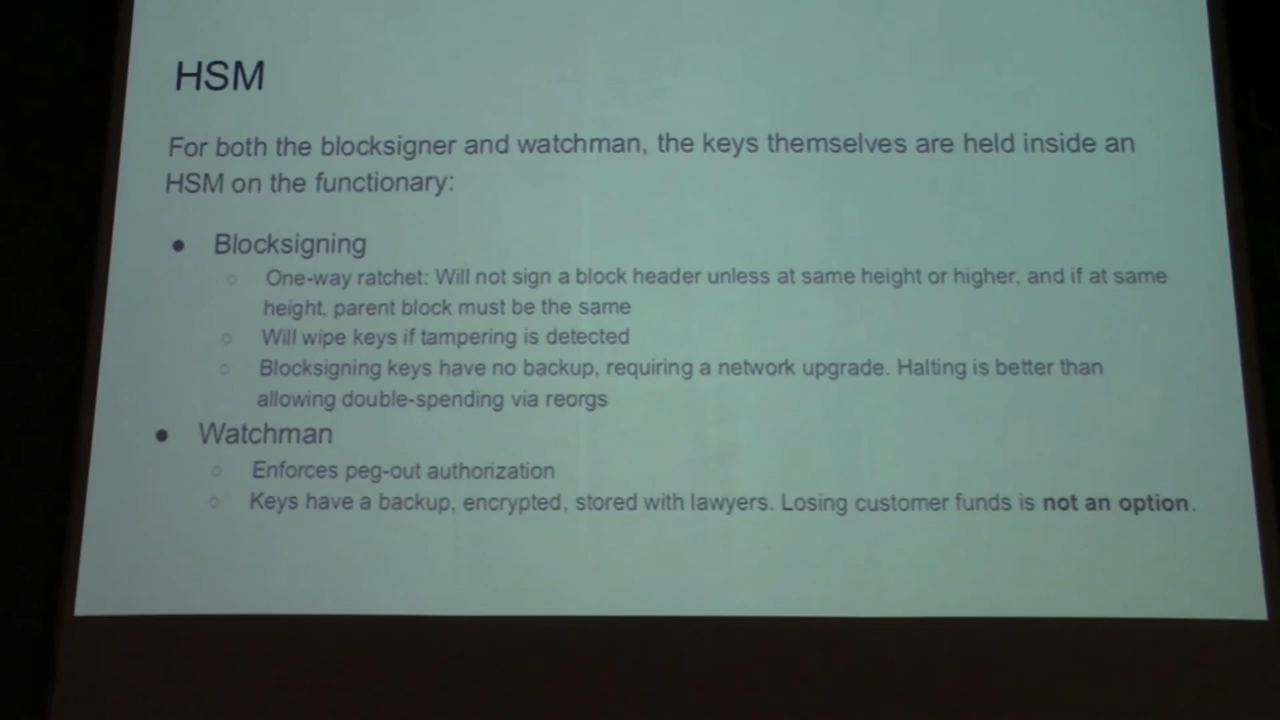 HSM
For both the blocksigner and watchman, the keys themselves are held inside an
HSM on the functionary:
● Blocksigning
○ One-way ratchet: Will not sign a block header unless at same height or higher, and if at same
height, parent block must be the same
○ Will wipe keys if tampering is detected
○ Blocksigning keys have no backup, requiring a network upgrade. Halting is better than
allowing double-spending via reorgs
● Watchman
○ Enforces peg-out authorization
○ Keys have a backup, encrypted, stored with lawyers. Losing customer funds is not an option.